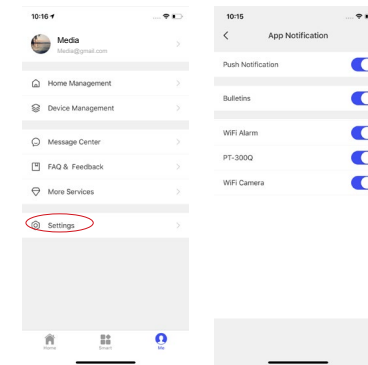 10:16
Media
Media@gmail.com
Home Management
Device Management
Message Center
FAQ & Feedback
More Services
Settings
Home
Smart
Me
10:15
App Notification
Push Notification
Bulletins
WiFi Alarm
PT-300Q
WiFi Camera